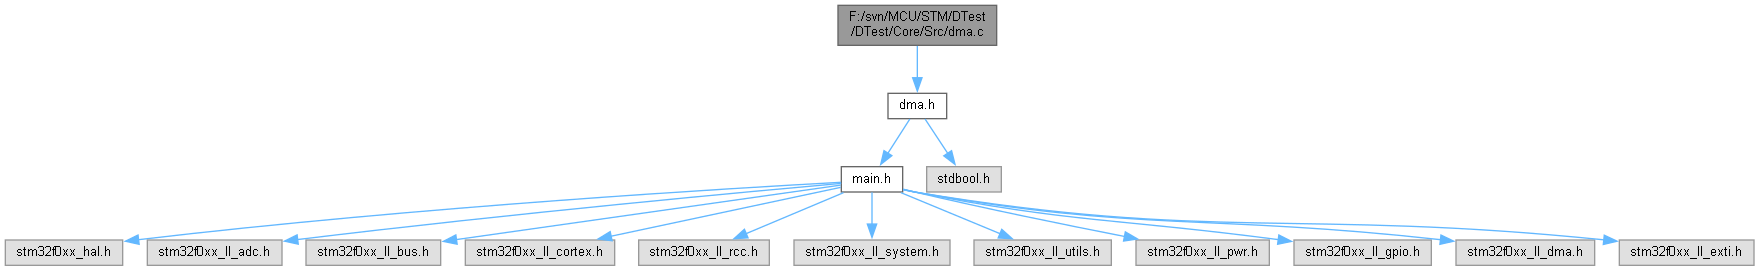 F:/svn/MCU/STM/DTest
/DTest/Core/Src/dma.c
dma.h
main.h
stdbool.h
stm32f0xx_hal.h
stm32f0xx_ll_adc.h
stm32f0xx_ll_bus.h
stm32f0xx_ll_cortex.h
stm32f0xx_ll_rcc.h
stm32f0xx_ll_system.h
stm32f0xx_ll_utils.h
stm32f0xx_ll_pwr.h
stm32f0xx_ll_gpio.h
stm32f0xx_ll_dma.h
stm32f0xx_ll_exti.h